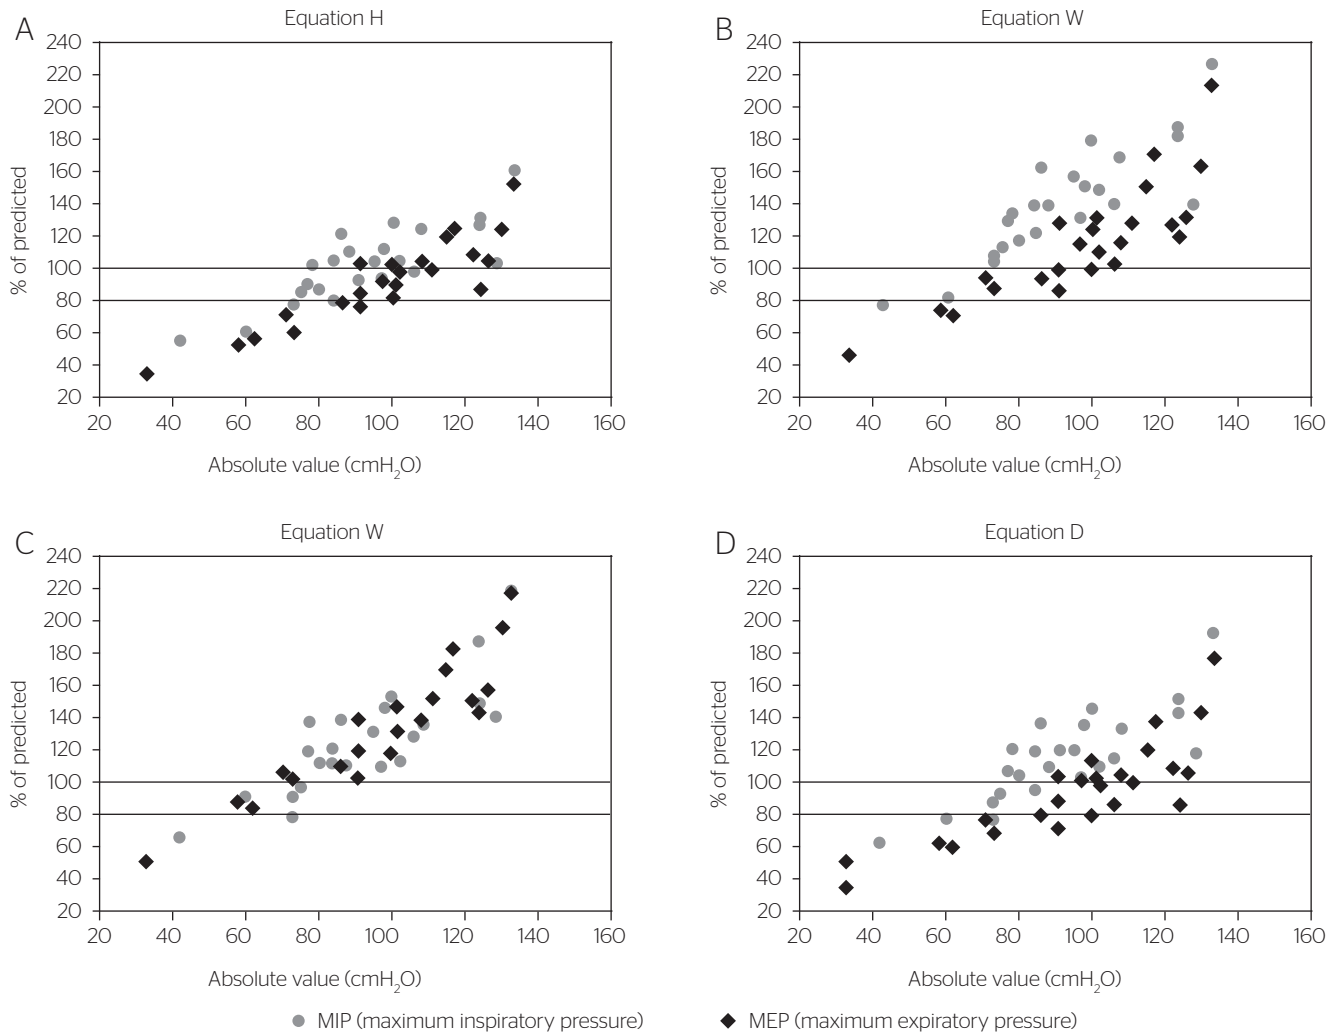 A
Equation H
% of predicted
240
220
200
180
160
140
120
100
80
60
40
20
20 40 60 80 100 120 140 160
Absolute value (cmH2O)
B
Equation W
% of predicted
240
220
200
180
160
140
120
100
80
60
40
20
20 40 60 80 100 120 140 160
Absolute value (cmH2O)
C
Equation W
% of predicted
240
220
200
180
160
140
120
100
80
60
40
20
20 40 60 80 100 120 140 160
Absolute value (cmH2O)
D
Equation D
% of predicted
240
220
200
180
160
140
120
100
80
60
40
20
20 40 60 80 100 120 140 160
Absolute value (cmH2O)
MIP (maximum inspiratory pressure)
MEP (maximum expiratory pressure)